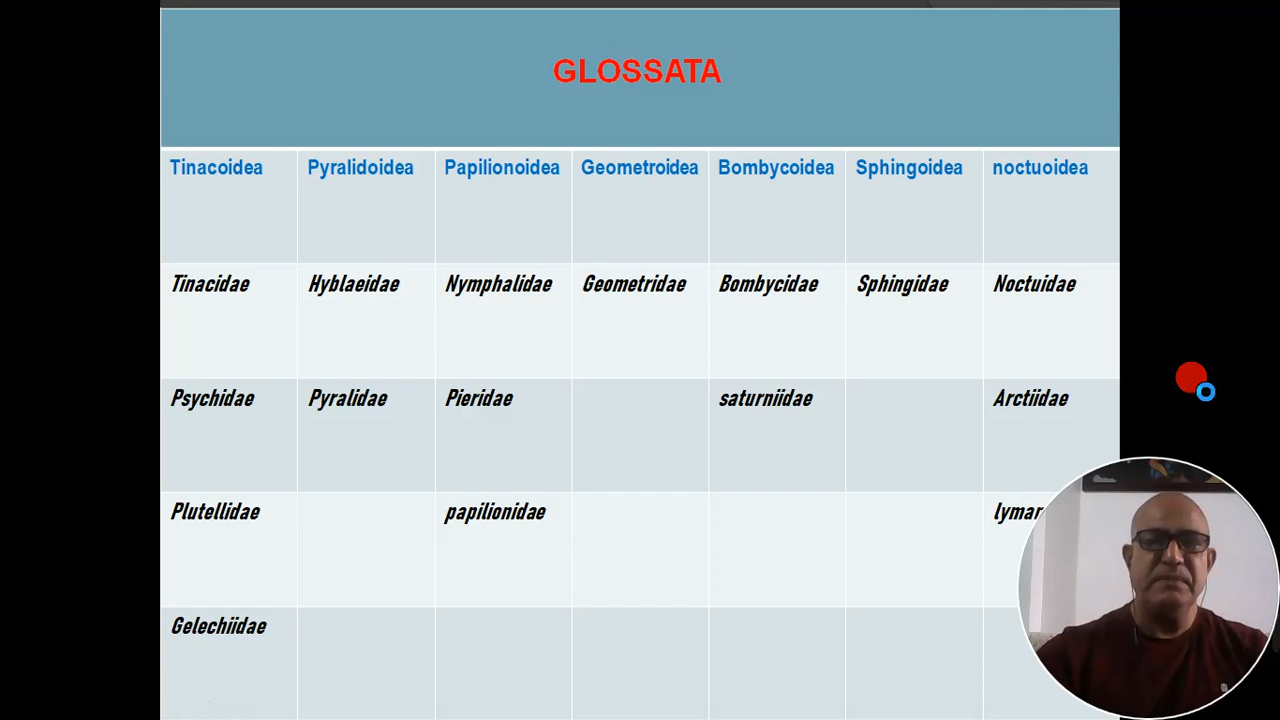 GLOSSATA
Tinacoidea Pyralidoidea Papilionoidea Geometroidea Bombycoidea Sphingoidea noctuoidea
Tinacidae Hyblaeidae Nymphalidae Geometridae Bombycidae Sphingidae Noctuidae
Psychidae Pyralidae Pieridae saturniidae Arctiidae
Plutellidae papilionidae
Gelechiidae